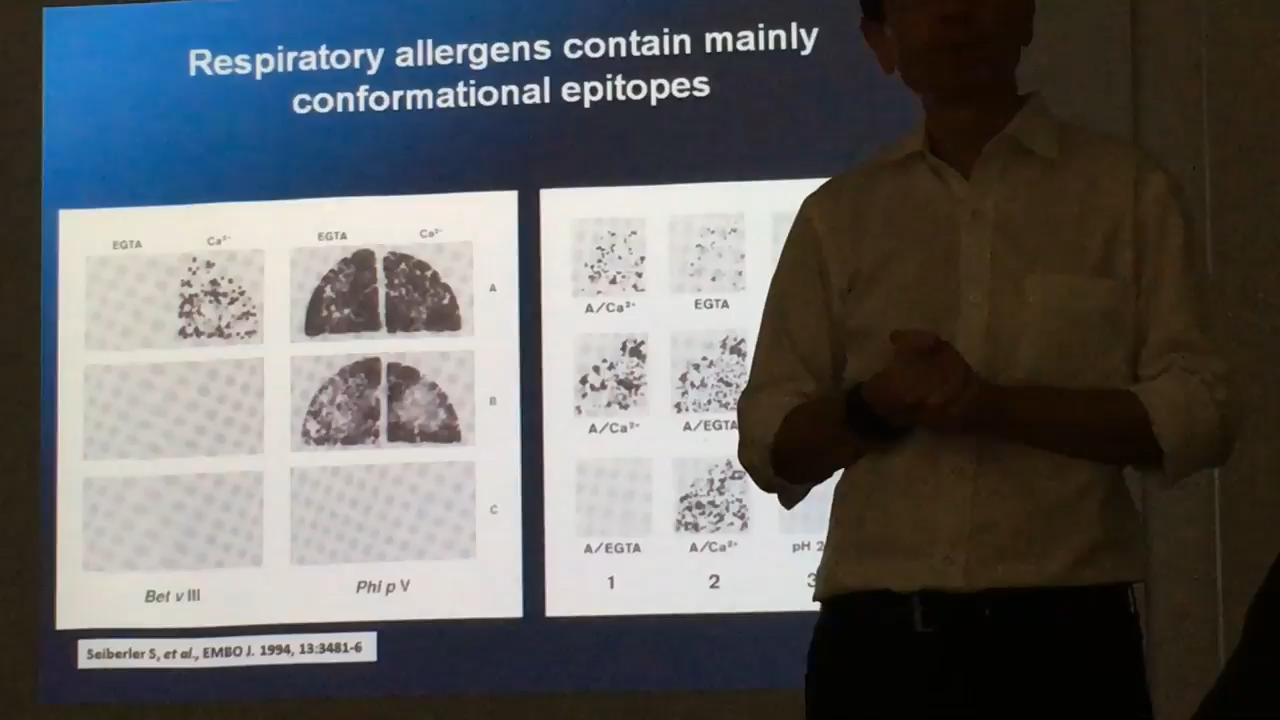 Respiratory allergens contain mainly
conformational epitopes
EGTA
Ca²⁺
EGTA
Ca²⁺
A
B
C
Bet v III
Phl p V
A/Ca²⁺
EGTA
A/Ca²⁺
A/EGTA
A/EGTA
A/Ca²⁺
pH 2
1
2
3
Seiberler S, et al., EMBO J. 1994, 13:3481-6